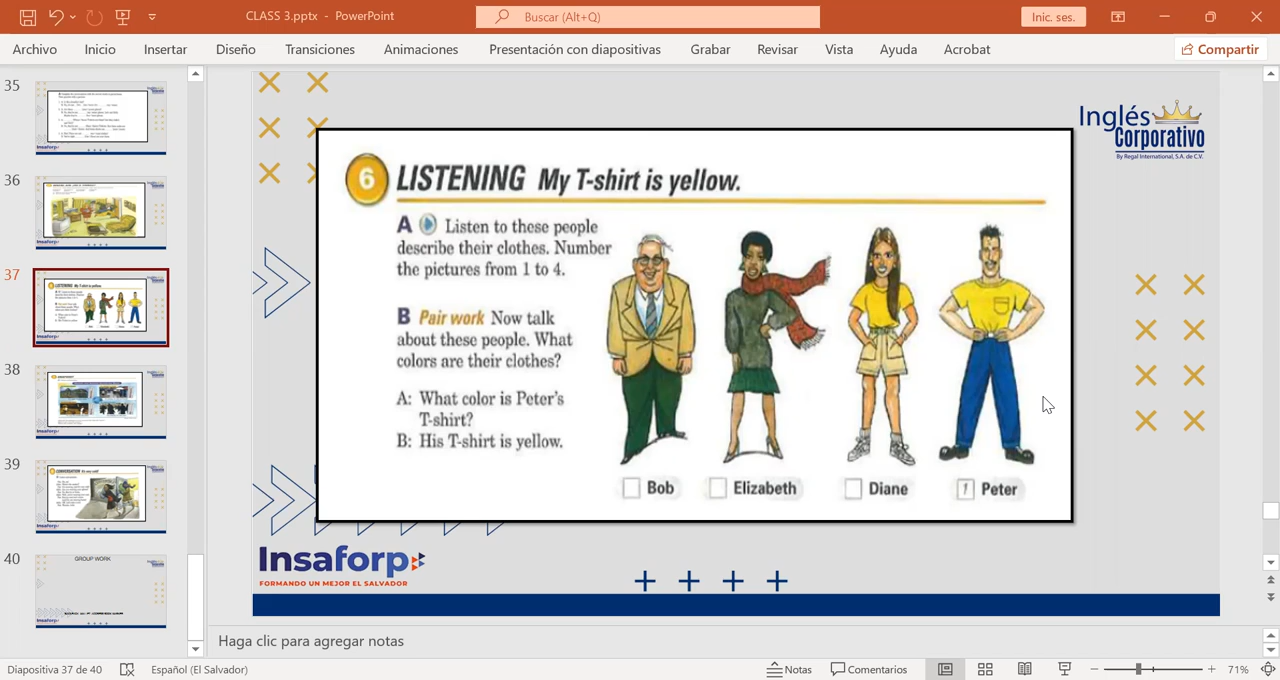 CLASS 3.pptx - PowerPoint
Buscar (Alt+Q)
Inic. ses.
Archivo Inicio Insertar Diseño Transiciones Animaciones Presentación con diapositivas Grabar Revisar Vista Ayuda Acrobat Compartir
35
36
37
38
39
40
GROUP WORK
Inglés
Corporativo
By Regal International, S.A. de C.V.
6 LISTENING My T-shirt is yellow.
A Listen to these people
describe their clothes. Number
the pictures from 1 to 4.
B Pair work Now talk
about these people. What
colors are their clothes?
A: What color is Peter's
T-shirt?
B: His T-shirt is yellow.
Bob Elizabeth Diane 1 Peter
Insaforp
FORMANDO UN MEJOR EL SALVADOR
Haga clic para agregar notas
Diapositiva 37 de 40 Español (El Salvador) Notas Comentarios 71%